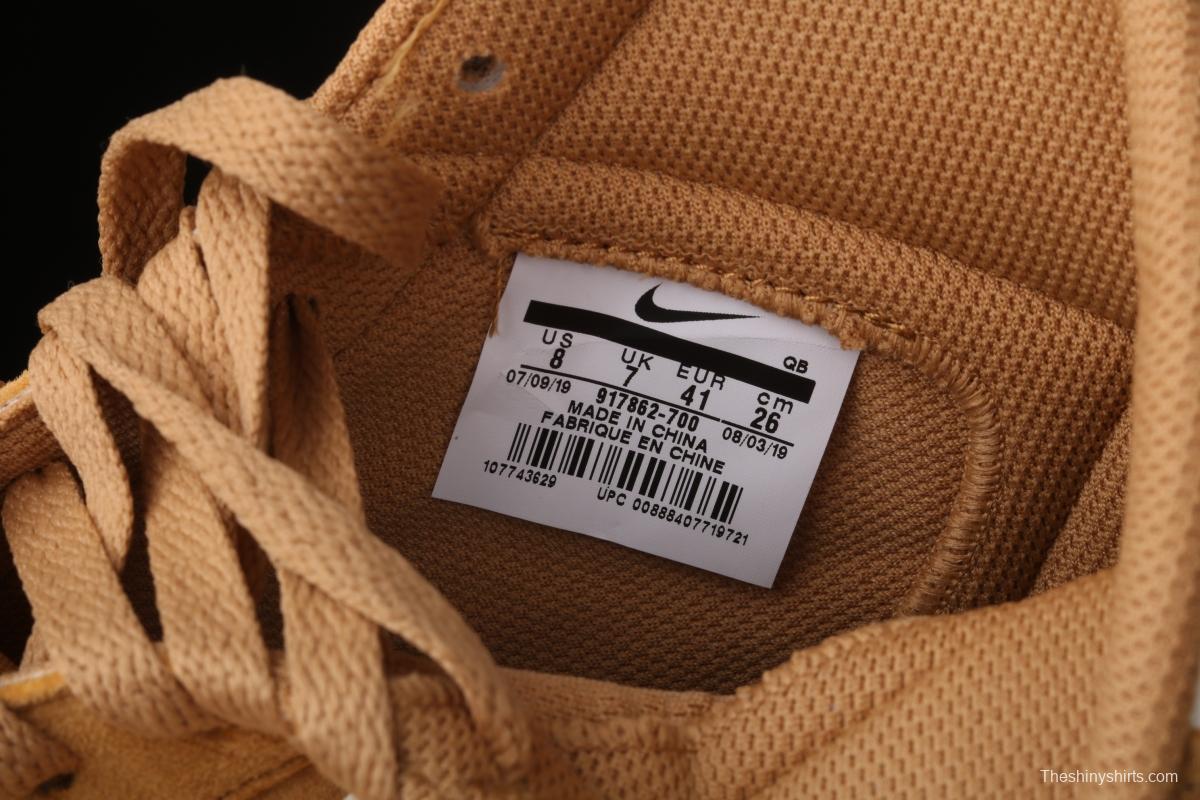 QB
US UK EUR cm
8 7 41 26
07/09/19 917862-700 08/03/19
MADE IN CHINA
FABRIQUE EN CHINE
107743629 UPC 00888407719721
Theshinyshirts.com